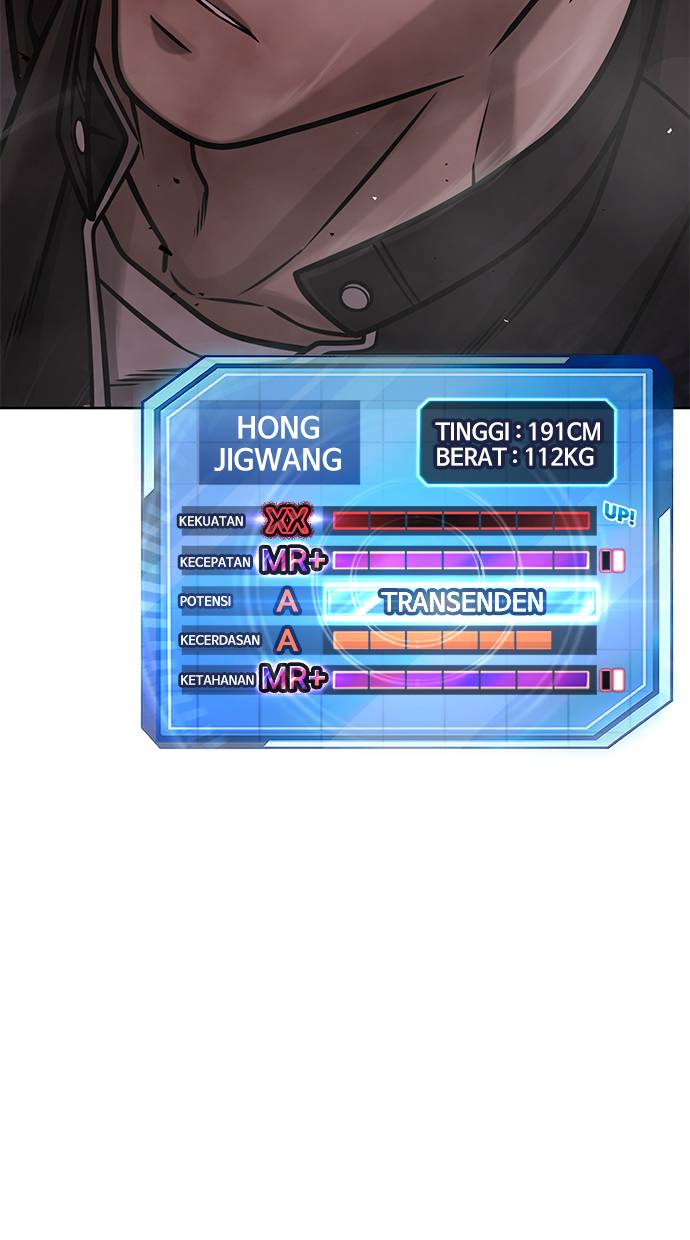 HONG
JIGWANG
TINGGI : 191CM
BERAT : 112KG
KEKUATAN XX UP!
KECEPATAN MR+
POTENSI A TRANSENDEN
KECERDASAN A
KETAHANAN MR+